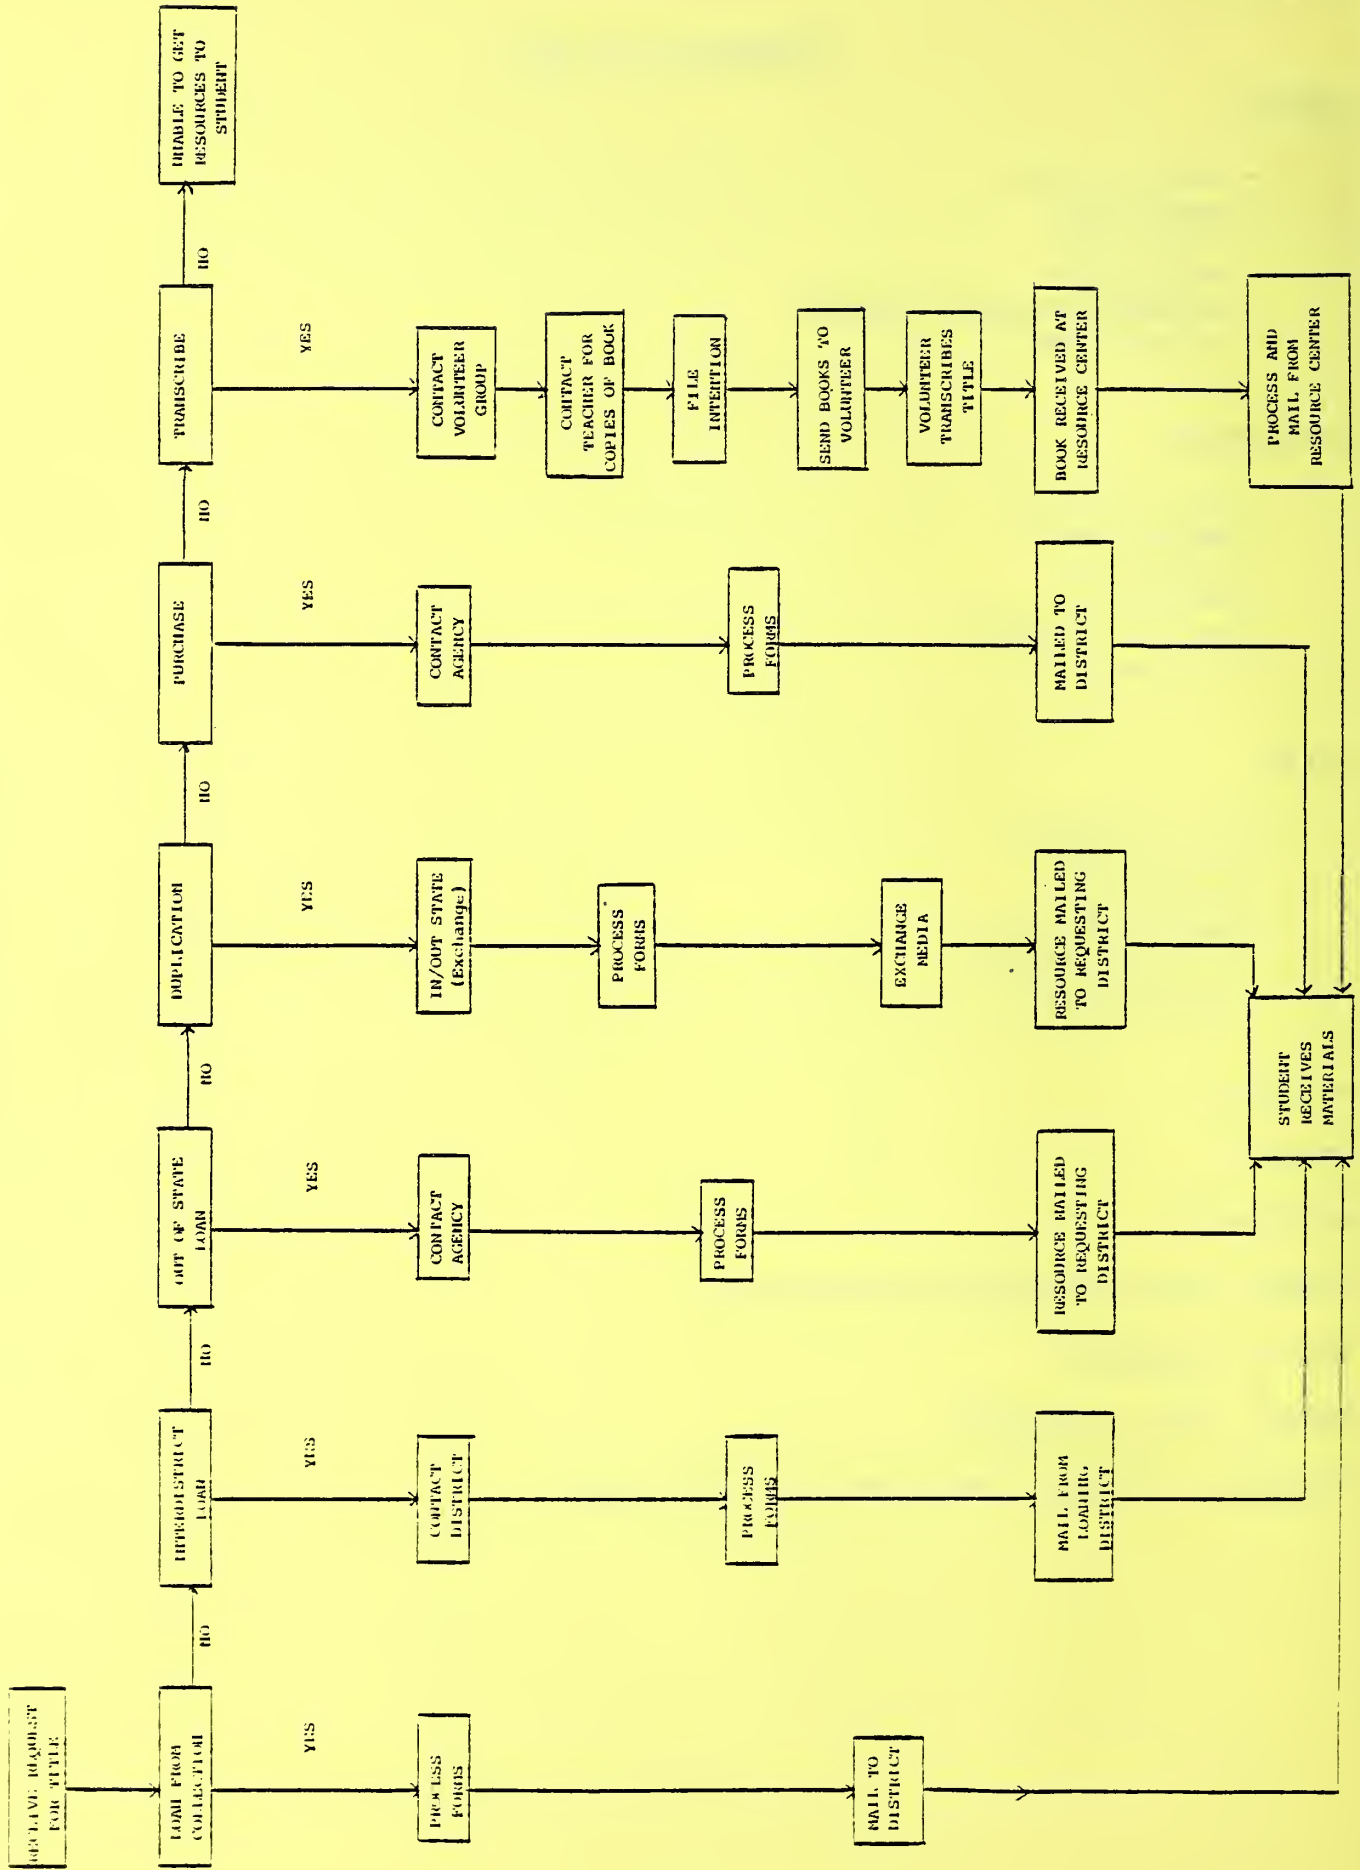 RECEIVE REQUEST
FOR TITLE
LOAN FROM
COLLECTION
NO
INTERDISTRICT
LOAN
NO
OUT OF STATE
LOAN
NO
DUPLICATION
NO
PURCHASE
NO
TRANSCRIBE
NO
UNABLE TO GET
RESOURCES TO
STUDENT
YES
YES
YES
YES
YES
YES
PROCESS
FORMS
MAIL TO
DISTRICT
CONTACT
DISTRICT
PROCESS
FORMS
MAIL FROM
LOANING
DISTRICT
CONTACT
AGENCY
PROCESS
FORMS
RESOURCE MAILED
TO REQUESTING
DISTRICT
IN/OUT STATE
(Exchange)
PROCESS
FORMS
EXCHANGE
MEDIA
RESOURCE MAILED
TO REQUESTING
DISTRICT
CONTACT
AGENCY
PROCESS
FORMS
MAILED TO
DISTRICT
CONTACT
VOLUNTEER
GROUP
CONTACT
TEACHER FOR
COPIES OF BOOK
FILE
INTENTION
SEND BOOKS TO
VOLUNTEER
VOLUNTEER
TRANSCRIBES
TITLE
BOOK RECEIVED AT
RESOURCE CENTER
PROCESS AND
MAIL FROM
RESOURCE CENTER
STUDENT
RECEIVES
MATERIALS